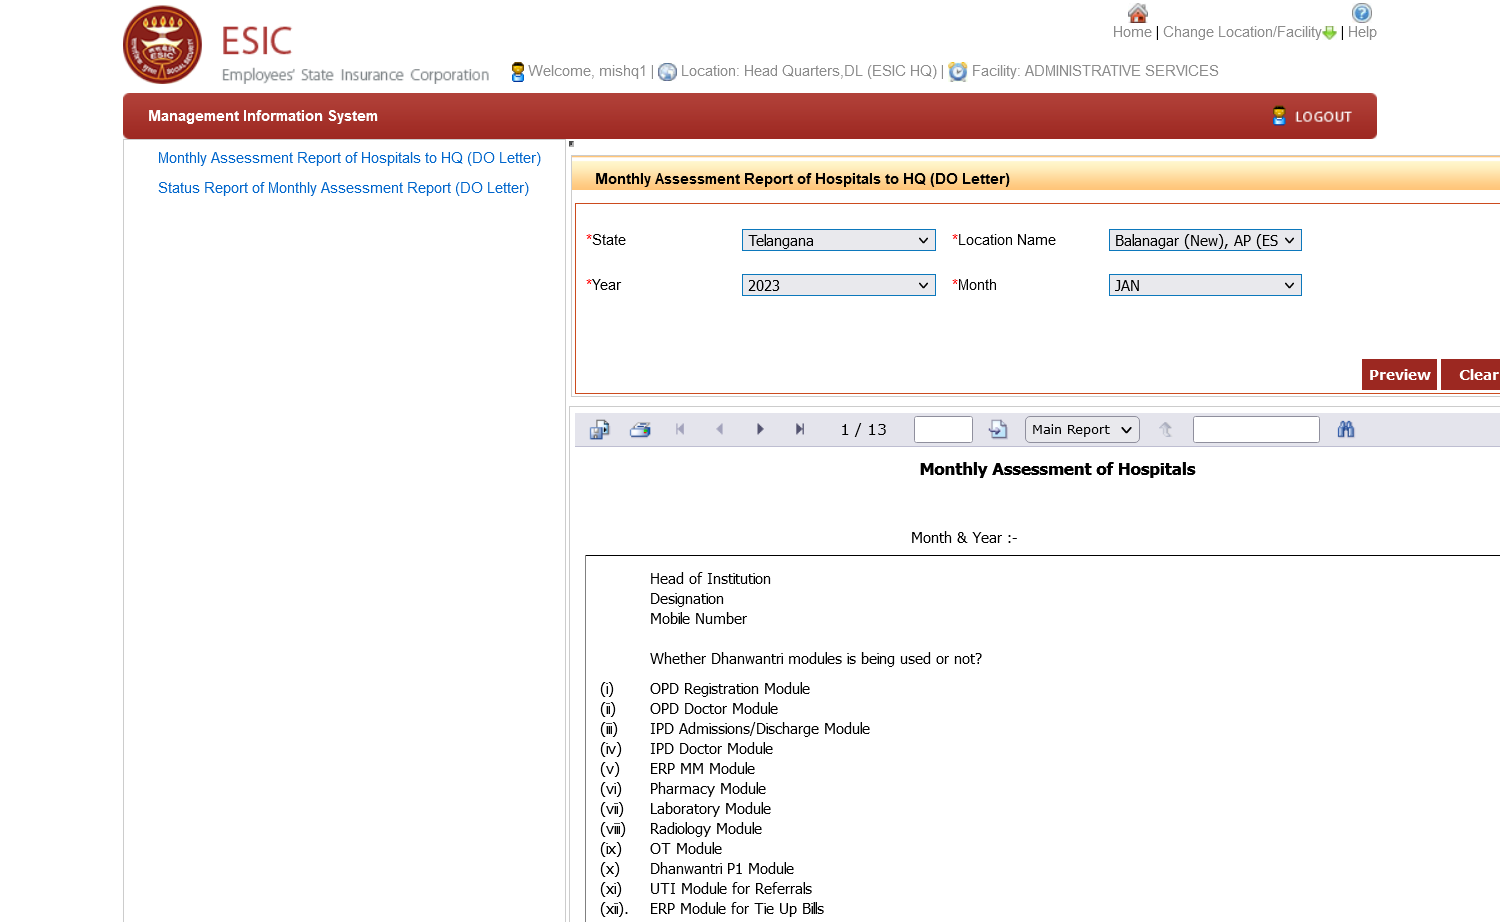 Home | Change Location/Facility | Help
ESIC
Employees' State Insurance Corporation
Welcome, mishq1 | Location: Head Quarters,DL (ESIC HQ) | Facility: ADMINISTRATIVE SERVICES
Management Information System
LOGOUT
Monthly Assessment Report of Hospitals to HQ (DO Letter)
Status Report of Monthly Assessment Report (DO Letter)
Monthly Assessment Report of Hospitals to HQ (DO Letter)
*State Telangana *Location Name Balanagar (New), AP (ES
*Year 2023 *Month JAN
Preview Clear
1 / 13 Main Report
Monthly Assessment of Hospitals
Month & Year :-
Head of Institution
Designation
Mobile Number
Whether Dhanwantri modules is being used or not?
(i) OPD Registration Module
(ii) OPD Doctor Module
(iii) IPD Admissions/Discharge Module
(iv) IPD Doctor Module
(v) ERP MM Module
(vi) Pharmacy Module
(vii) Laboratory Module
(viii) Radiology Module
(ix) OT Module
(x) Dhanwantri P1 Module
(xi) UTI Module for Referrals
(xii). ERP Module for Tie Up Bills